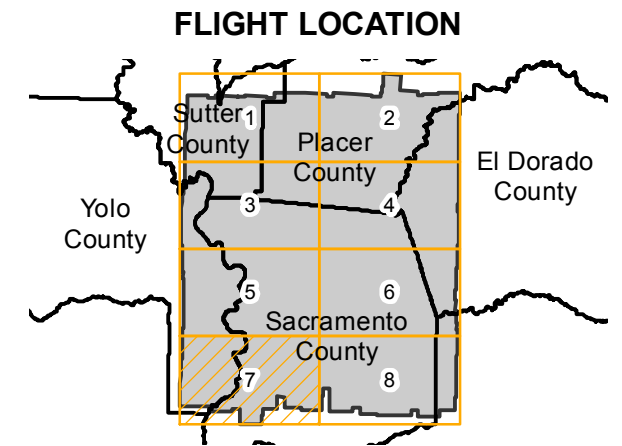 FLIGHT LOCATION
Sutter
County
1
2
Placer
County
El Dorado
County
Yolo
County
3
4
5
6
Sacramento
County
7
8